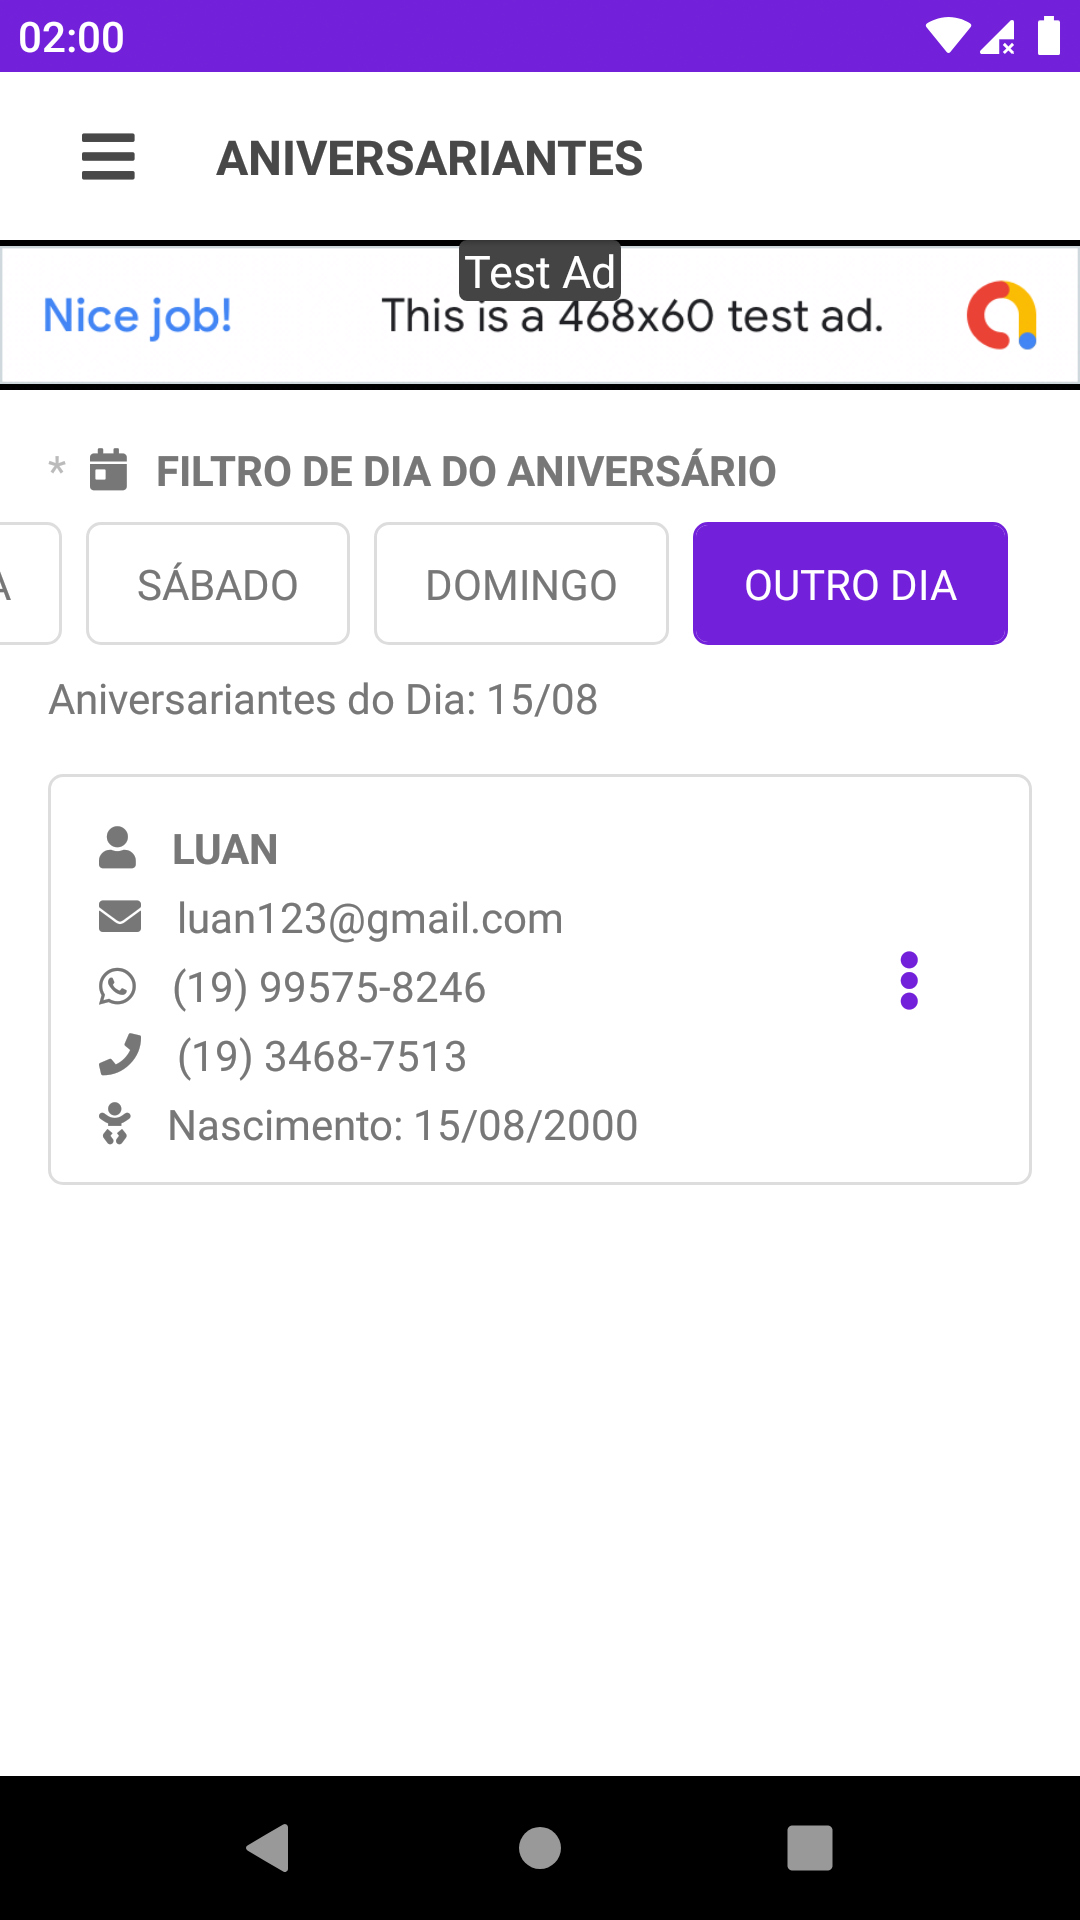 02:00
ANIVERSARIANTES
Test Ad
Nice job! This is a 468x60 test ad.
* FILTRO DE DIA DO ANIVERSÁRIO
A SÁBADO DOMINGO OUTRO DIA
Aniversariantes do Dia: 15/08
LUAN
luan123@gmail.com
(19) 99575-8246
(19) 3468-7513
Nascimento: 15/08/2000